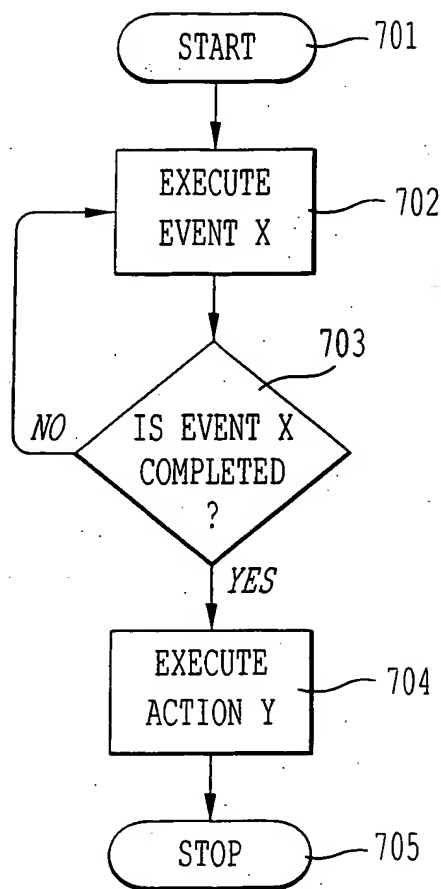 START
701
EXECUTE
EVENT X
702
703
NO
IS EVENT X
COMPLETED
?
YES
EXECUTE
ACTION Y
704
STOP
705